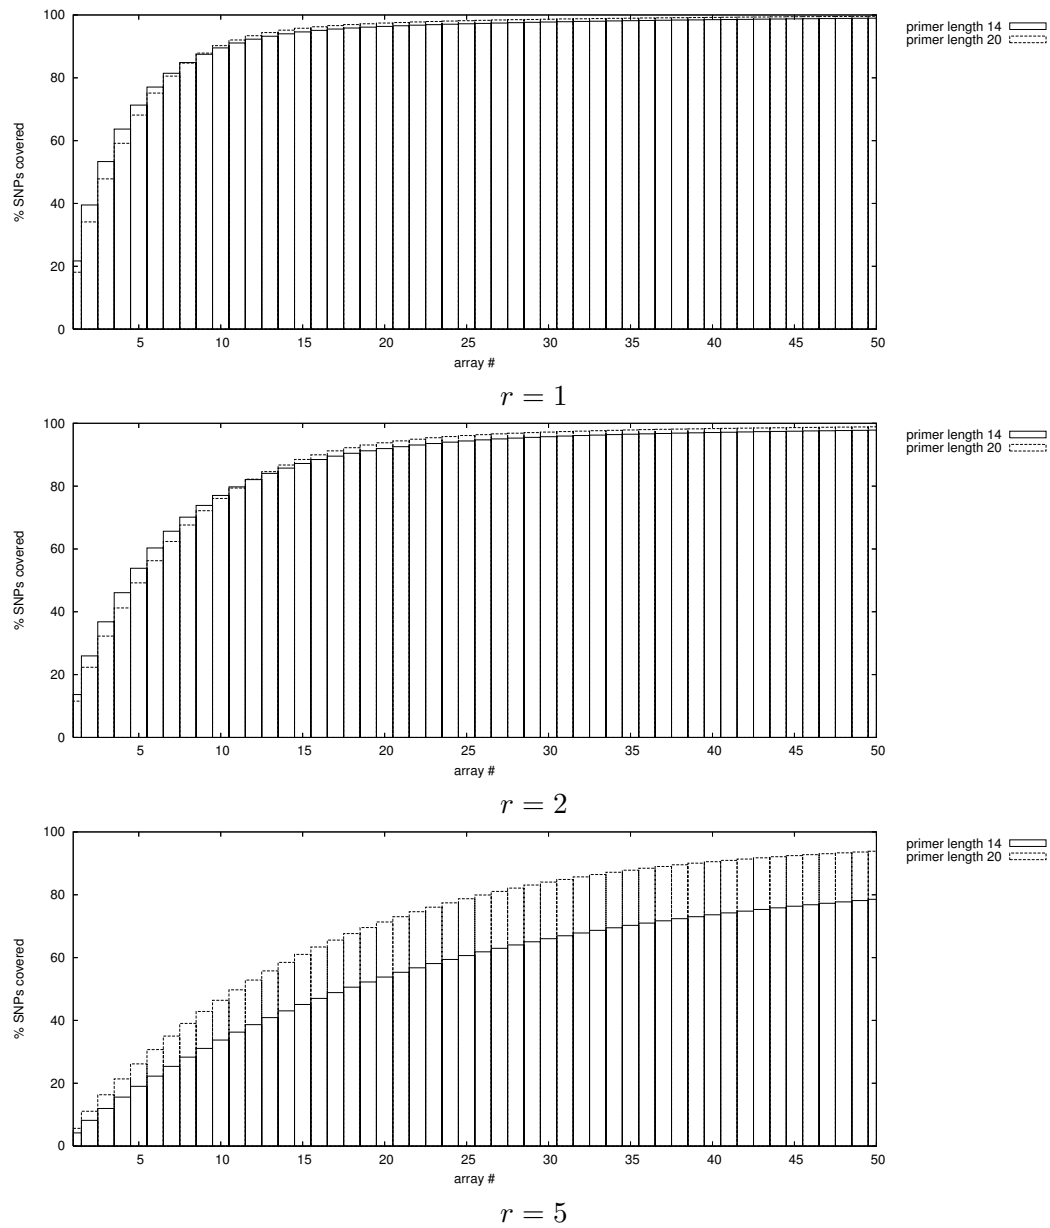 100
80
60
40
20
0
% SNPs covered
5 10 15 20 25 30 35 40 45 50
array #
primer length 14
primer length 20
r = 1
100
80
60
40
20
0
% SNPs covered
5 10 15 20 25 30 35 40 45 50
array #
primer length 14
primer length 20
r = 2
100
80
60
40
20
0
% SNPs covered
5 10 15 20 25 30 35 40 45 50
array #
primer length 14
primer length 20
r = 5